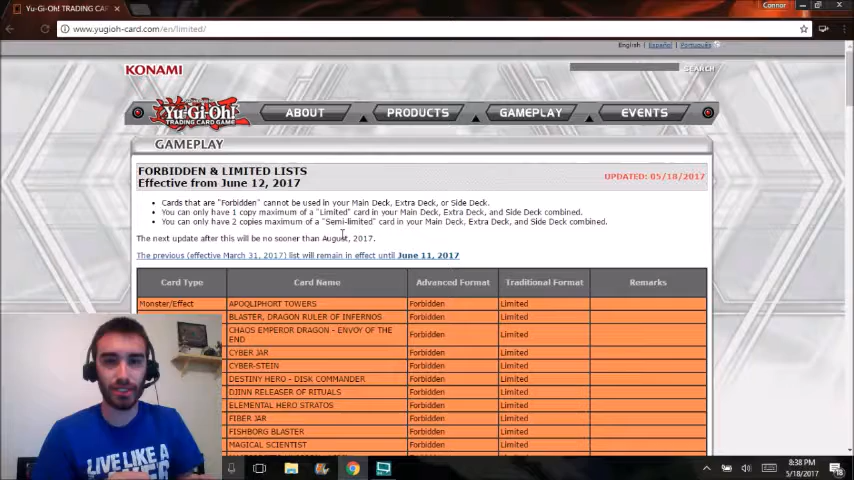 Yu-Gi-Oh! TRADING CAR
Connor
www.yugioh-card.com/en/limited/
English | Español | Português
KONAMI
SEARCH
Yu-Gi-Oh!
TRADING CARD GAME
ABOUT
PRODUCTS
GAMEPLAY
EVENTS
GAMEPLAY
FORBIDDEN & LIMITED LISTS
Effective from June 12, 2017
UPDATED: 05/18/2017
Cards that are "Forbidden" cannot be used in your Main Deck, Extra Deck, or Side Deck.
You can only have 1 copy maximum of a "Limited" card in your Main Deck, Extra Deck, and Side Deck combined.
You can only have 2 copies maximum of a "Semi-limited" card in your Main Deck, Extra Deck, and Side Deck combined.
The next update after this will be no sooner than August, 2017.
The previous (effective March 31, 2017) list will remain in effect until June 11, 2017
Card Type Card Name Advanced Format Traditional Format Remarks
Monster/Effect APOQLIPHORT TOWERS Forbidden Limited
BLASTER, DRAGON RULER OF INFERNOS Forbidden Limited
CHAOS EMPEROR DRAGON - ENVOY OF THE END Forbidden Limited
CYBER JAR Forbidden Limited
CYBER-STEIN Forbidden Limited
DESTINY HERO - DISK COMMANDER Forbidden Limited
DJINN RELEASER OF RITUALS Forbidden Limited
ELEMENTAL HERO STRATOS Forbidden Limited
FIBER JAR Forbidden Limited
FISHBORG BLASTER Forbidden Limited
MAGICAL SCIENTIST Forbidden Limited
LIVE LIKE A
8:38 PM
5/18/2017